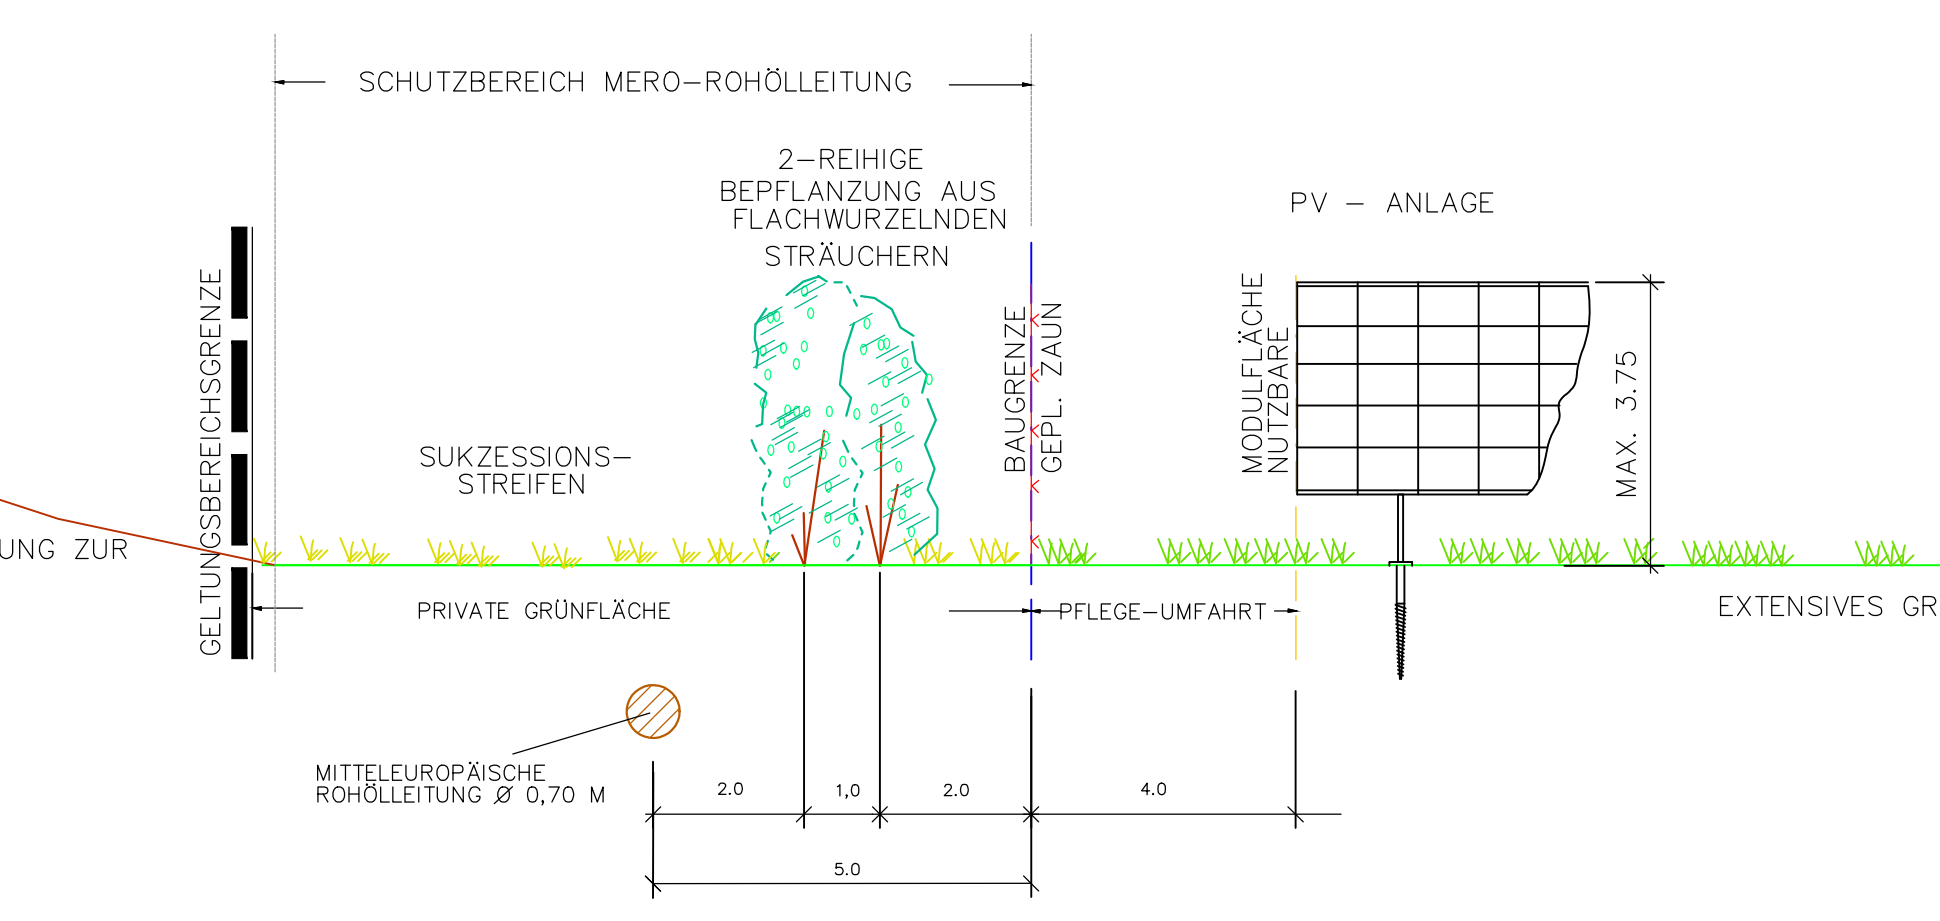 SCHUTZBEREICH MERO-ROHÖLLEITUNG
2-REIHIGE
BEPFLANZUNG AUS
FLACHWURZELNDEN
STRÄUCHERN
PV - ANLAGE
GELTUNGSBEREICHSGRENZE
BAUGRENZE
GEPL. ZAUN
MODULFLÄCHE
NUTZBARE
MAX. 3.75
SUKZESSIONS-
STREIFEN
UNG ZUR
PRIVATE GRÜNFLÄCHE
PFLEGE-UMFAHRT
EXTENSIVES GR
MITTELEUROPÄISCHE
ROHÖLLEITUNG Ø 0,70 M
2.0
1,0
2.0
4.0
5.0